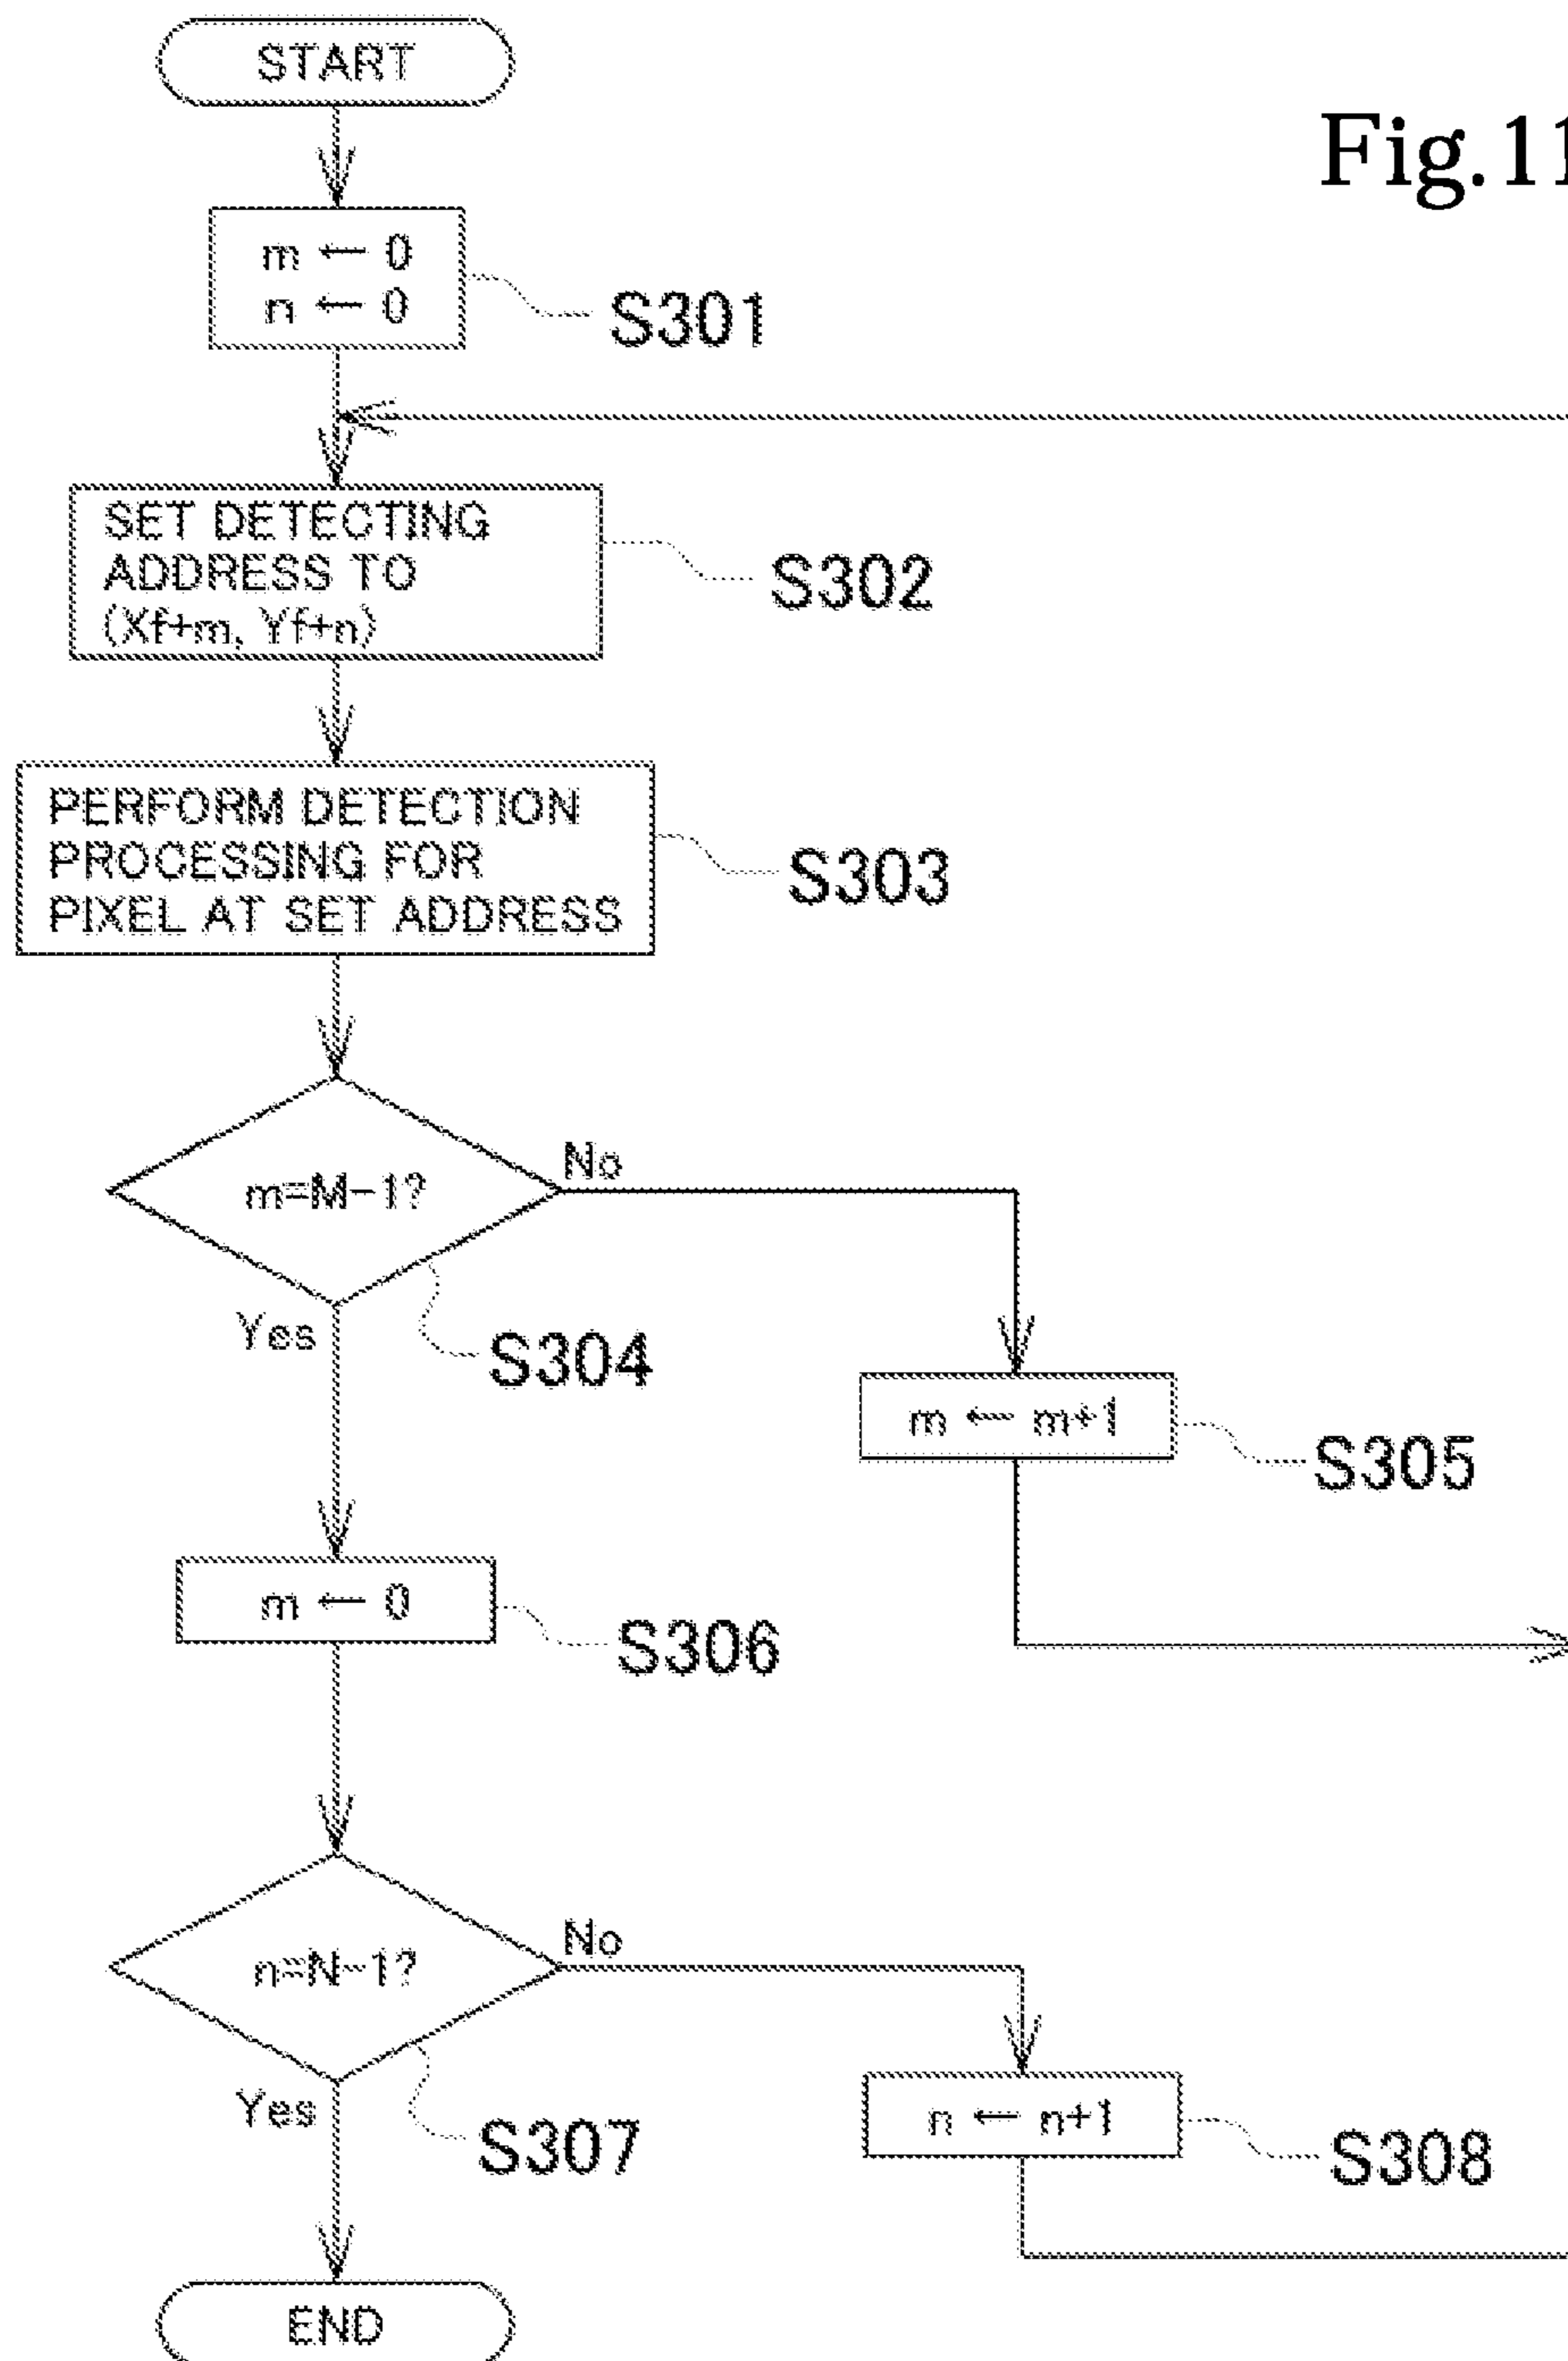 START
Fig.11
m ← 0
n ← 0
S301
SET DETECTING
ADDRESS TO
(Xf+m, Yf+n)
S302
PERFORM DETECTION
PROCESSING FOR
PIXEL AT SET ADDRESS
S303
m=M-1?
No
Yes
S304
m ← m+1
S305
m ← 0
S306
n=N-1?
No
Yes
S307
n ← n+1
S308
END